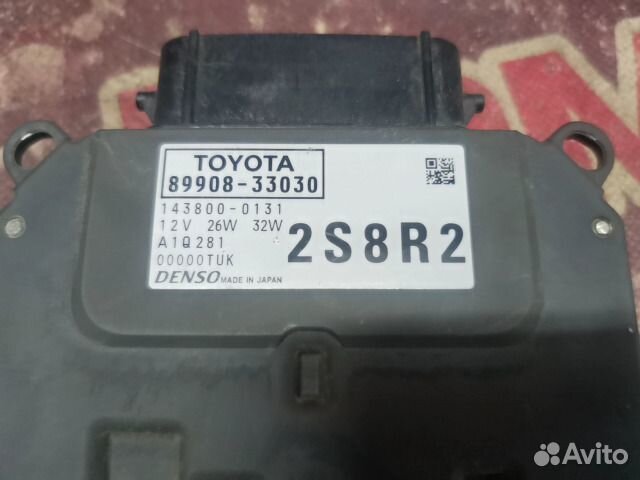 TOYOTA
89908-33030
143800-0131
12V 26W 32W
A1Q281
00000TUK
2S8R2
DENSO MADE IN JAPAN
Avito